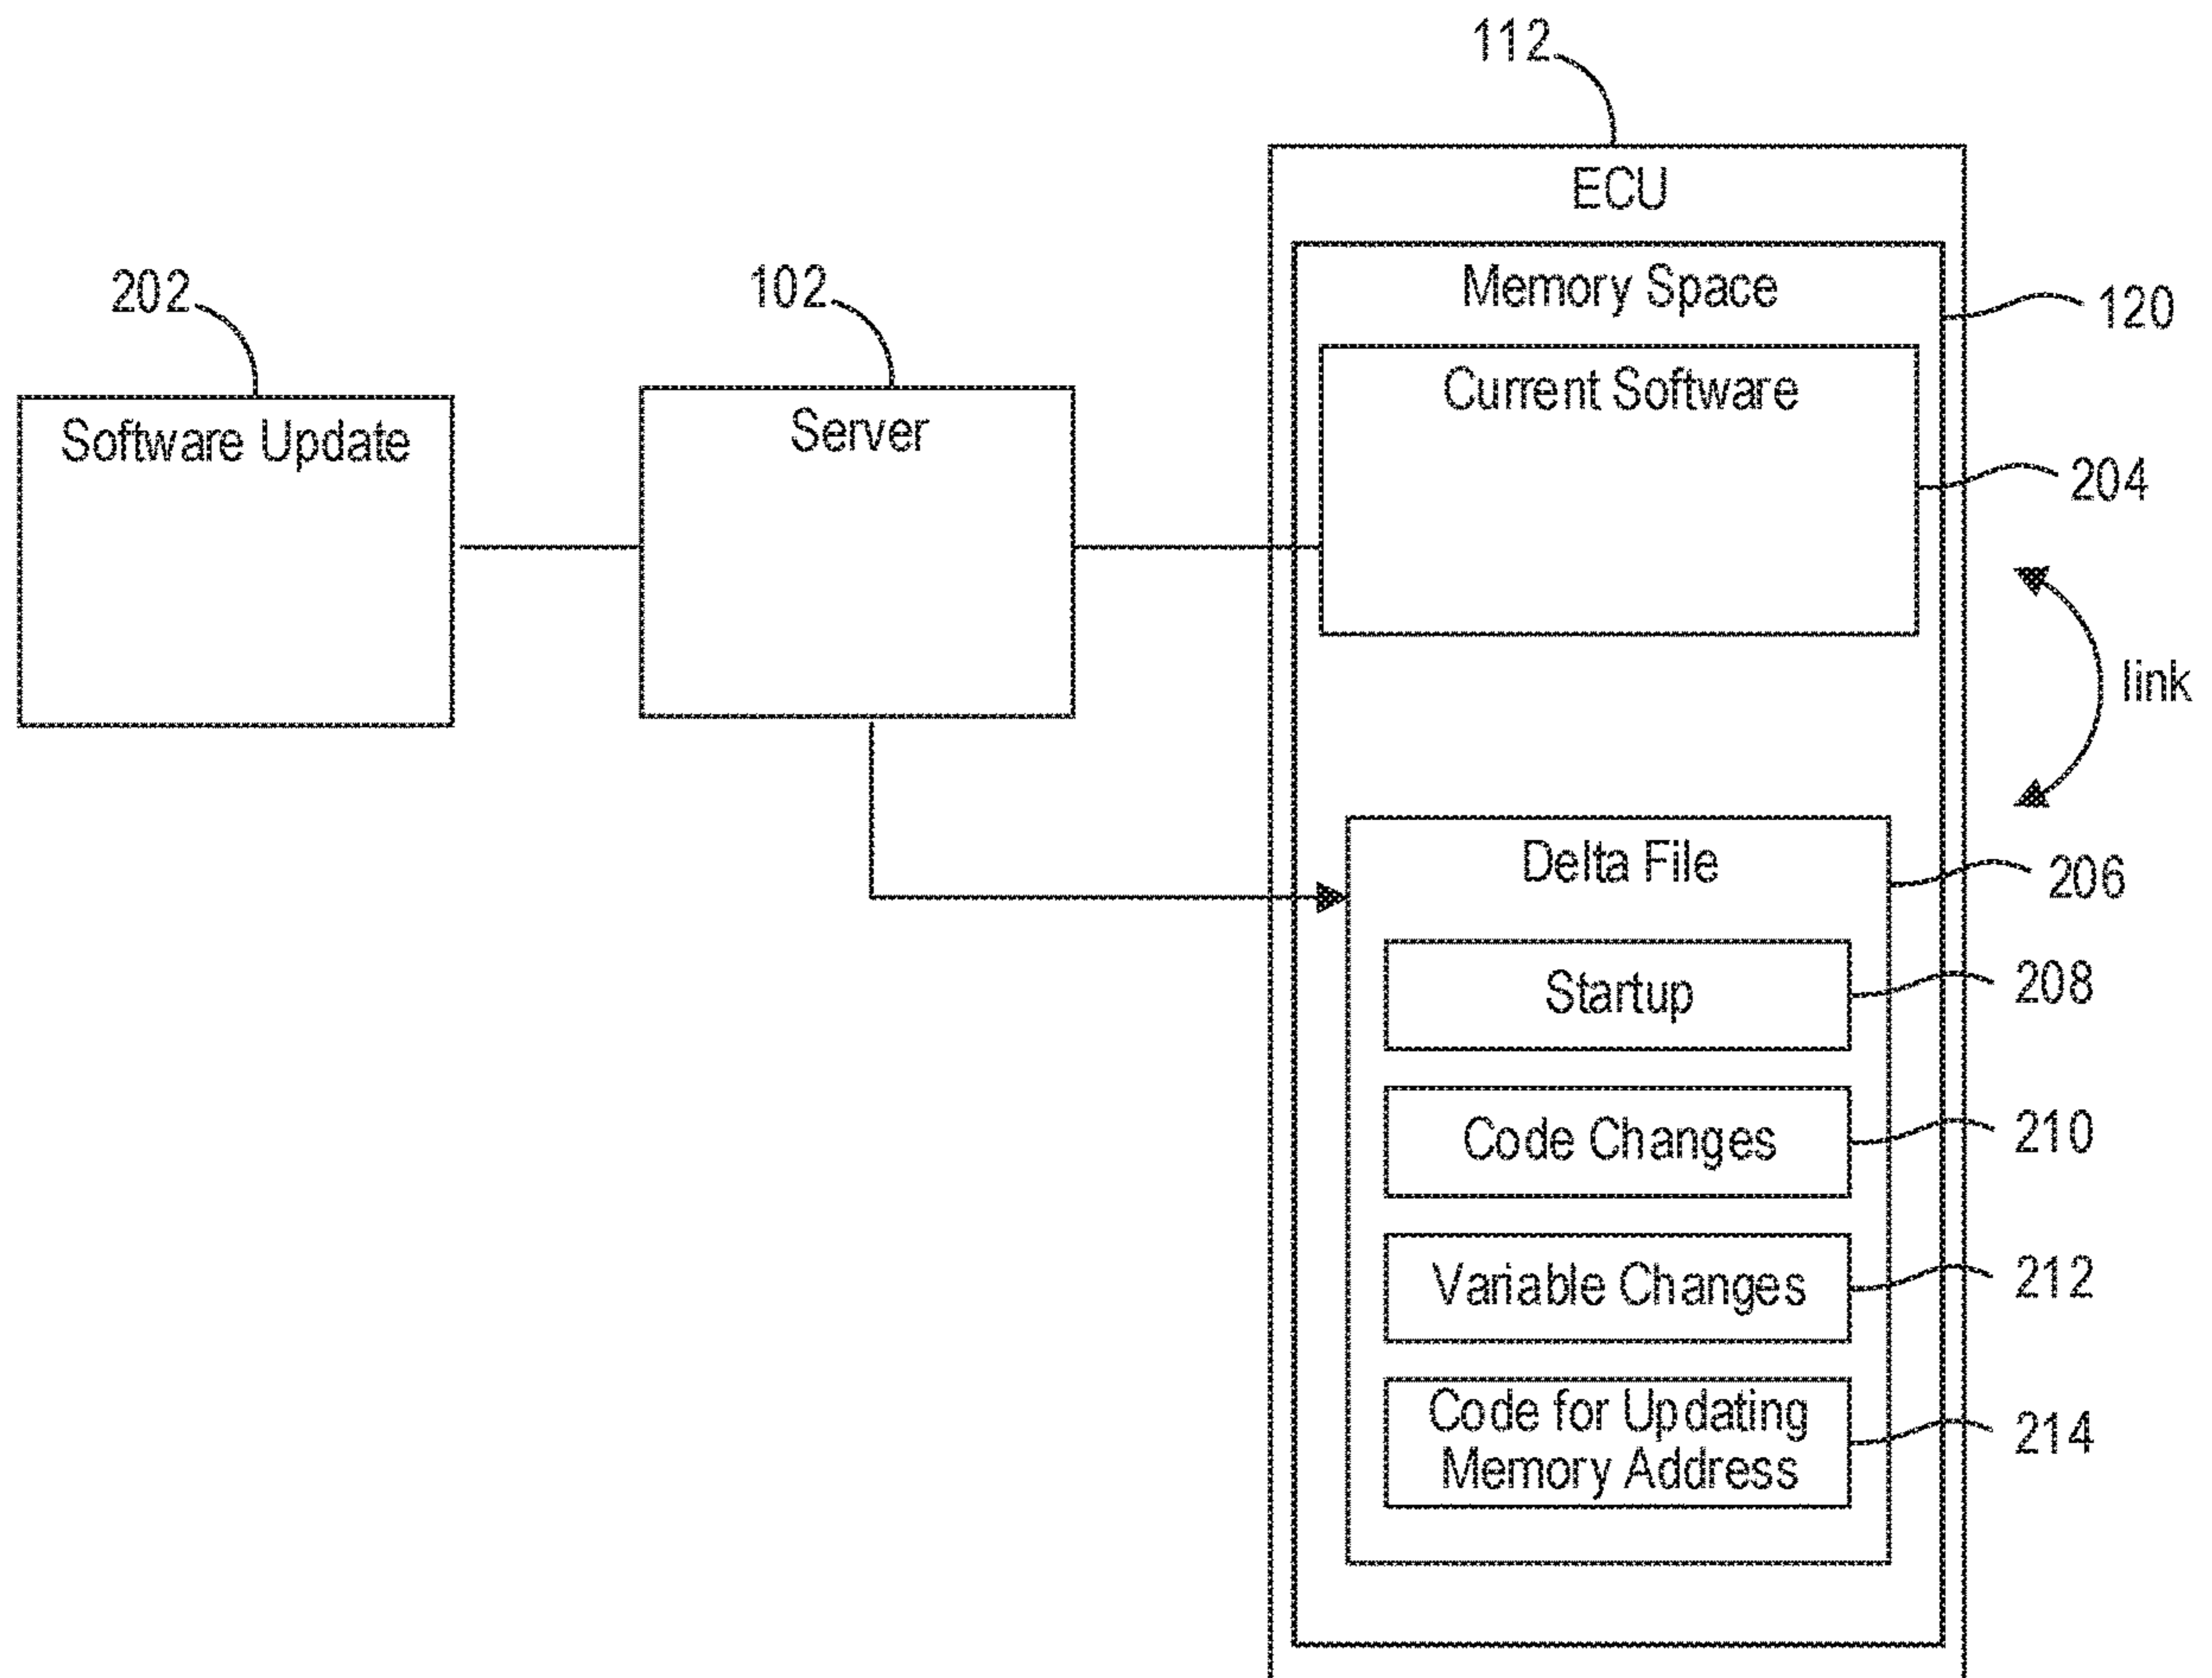 112
ECU
202
102
Memory Space
120
Software Update
Server
Current Software
204
link
Delta File
206
Startup
208
Code Changes
210
Variable Changes
212
Code for Updating
Memory Address
214